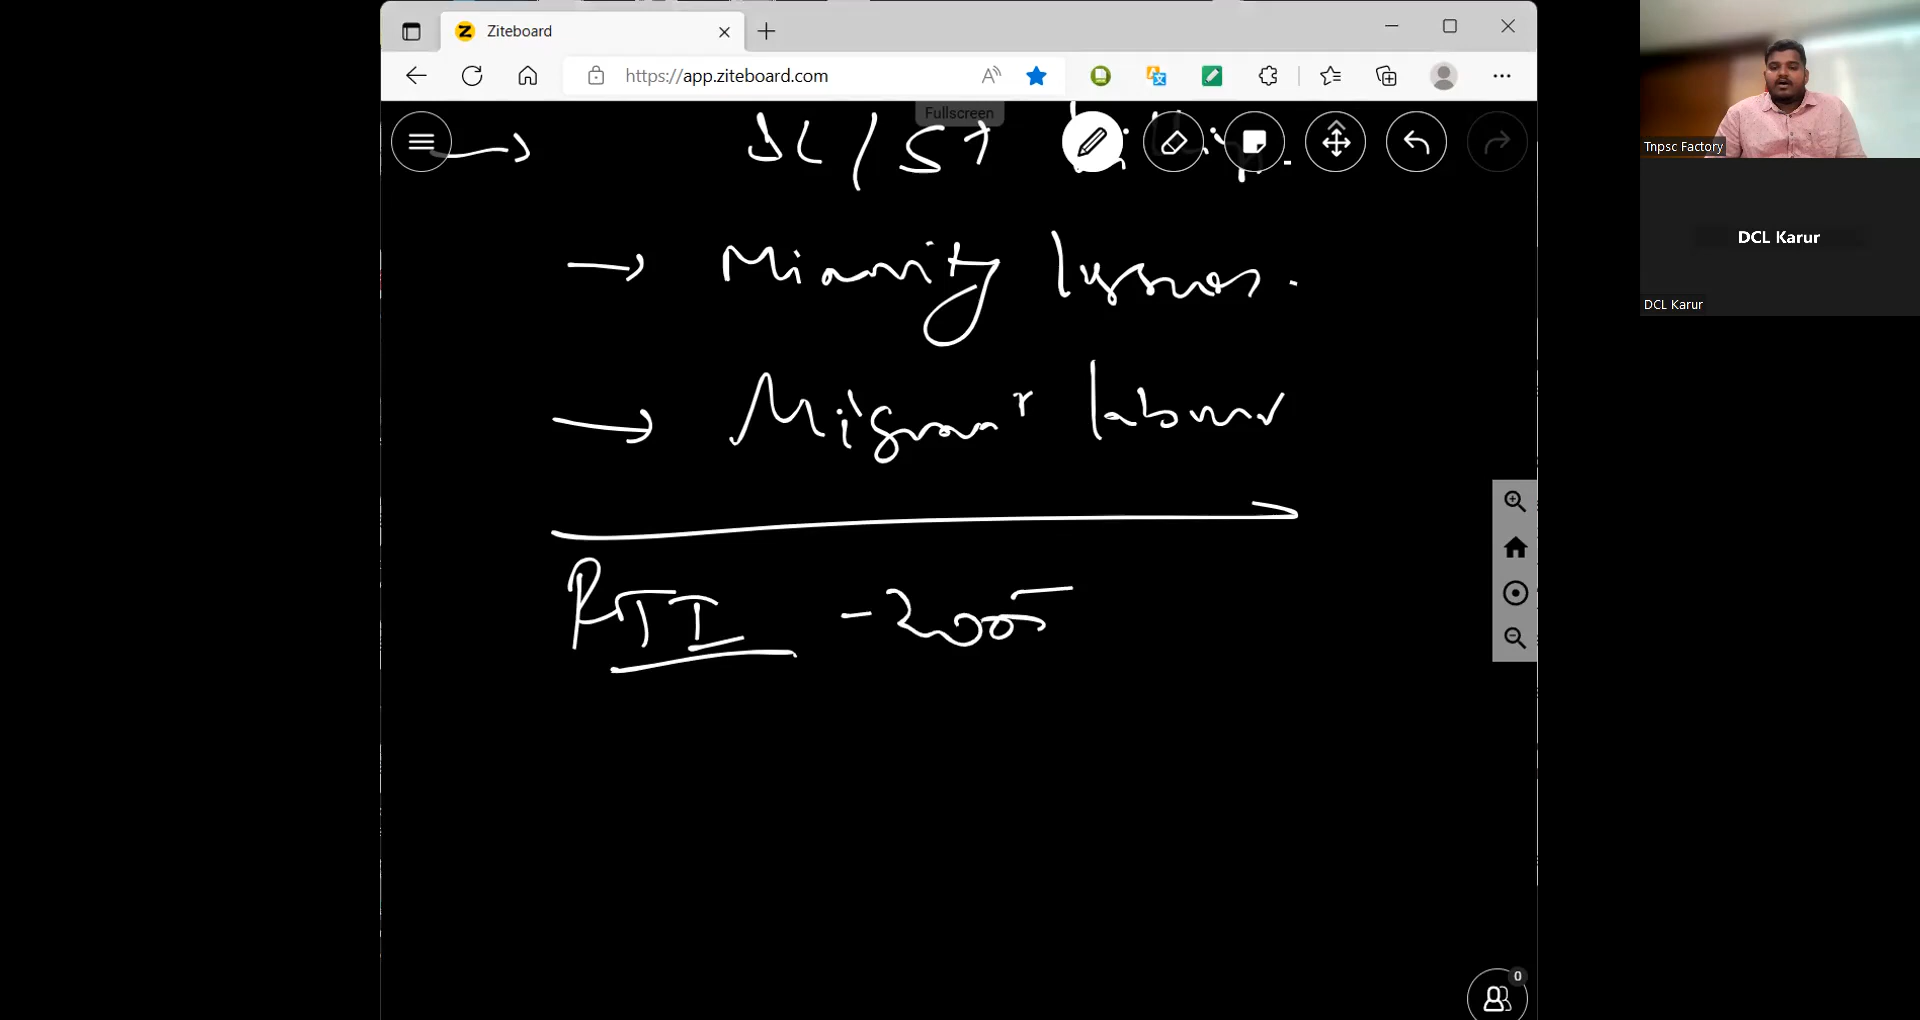 Ziteboard
https://app.ziteboard.com
Fullscreen
→ SC / ST
→ Minority Issues.
→ Migrant labour
RTI - 2005
0
Tnpsc Factory
DCL Karur
DCL Karur